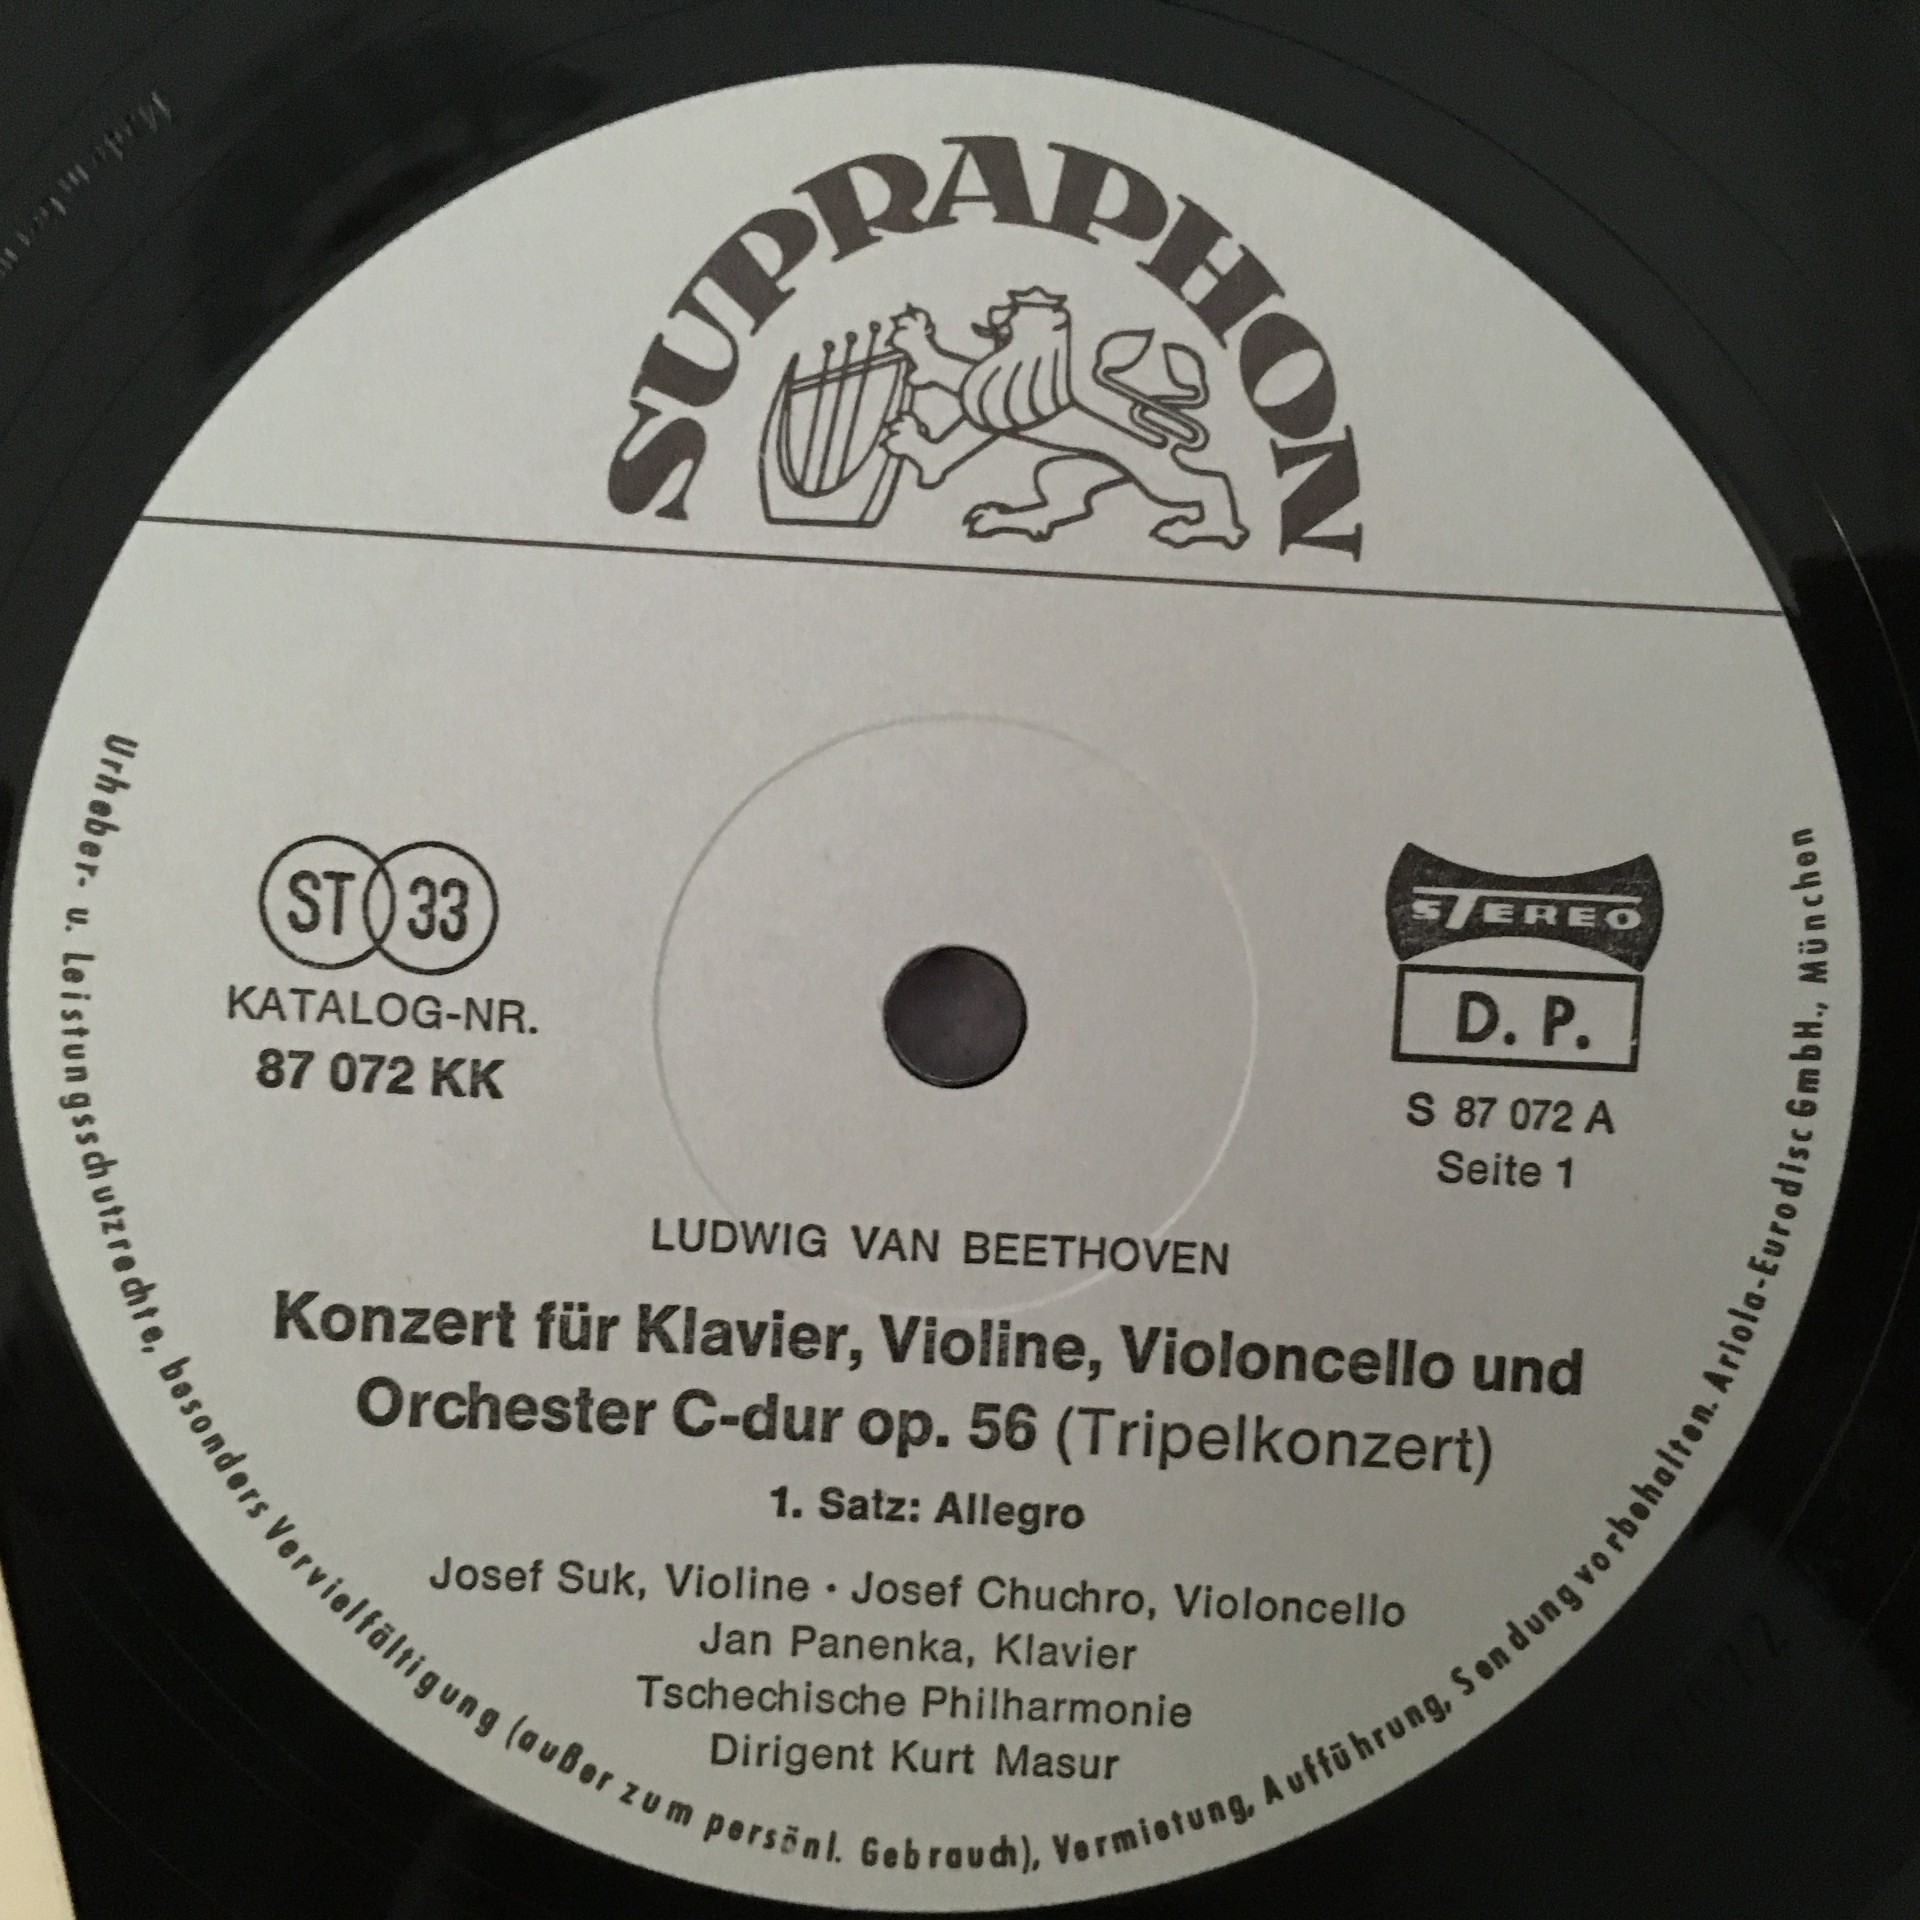 SUPRAPHON
ST 33
KATALOG-NR.
87 072 KK
STEREO
D. P.
S 87 072 A
Seite 1
LUDWIG VAN BEETHOVEN
Konzert für Klavier, Violine, Violoncello und
Orchester C-dur op. 56 (Tripelkonzert)
1. Satz: Allegro
Josef Suk, Violine · Josef Chuchro, Violoncello
Jan Panenka, Klavier
Tschechische Philharmonie
Dirigent Kurt Masur
Urheber- u. Leistungsschutzrechte, besonders Vervielfältigung (außer zum persönl. Gebrauch), Vermietung, Aufführung, Sendung vorbehalten. Ariola-Eurodisc GmbH., München